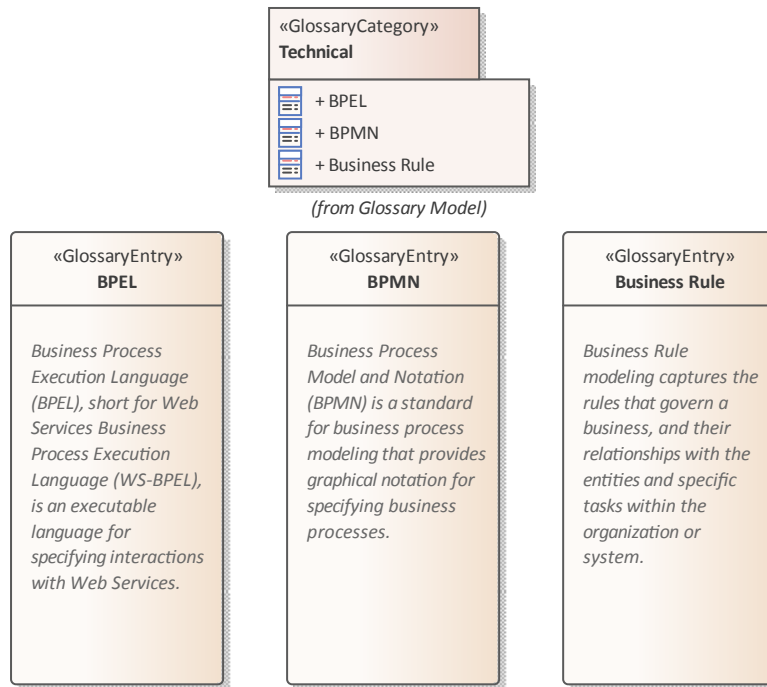 «GlossaryCategory»
Technical
+ BPEL
+ BPMN
+ Business Rule
(from Glossary Model)
«GlossaryEntry»
BPEL
Business Process
Execution Language
(BPEL), short for Web
Services Business
Process Execution
Language (WS-BPEL),
is an executable
language for
specifying interactions
with Web Services.
«GlossaryEntry»
BPMN
Business Process
Model and Notation
(BPMN) is a standard
for business process
modeling that provides
graphical notation for
specifying business
processes.
«GlossaryEntry»
Business Rule
Business Rule
modeling captures the
rules that govern a
business, and their
relationships with the
entities and specific
tasks within the
organization or
system.